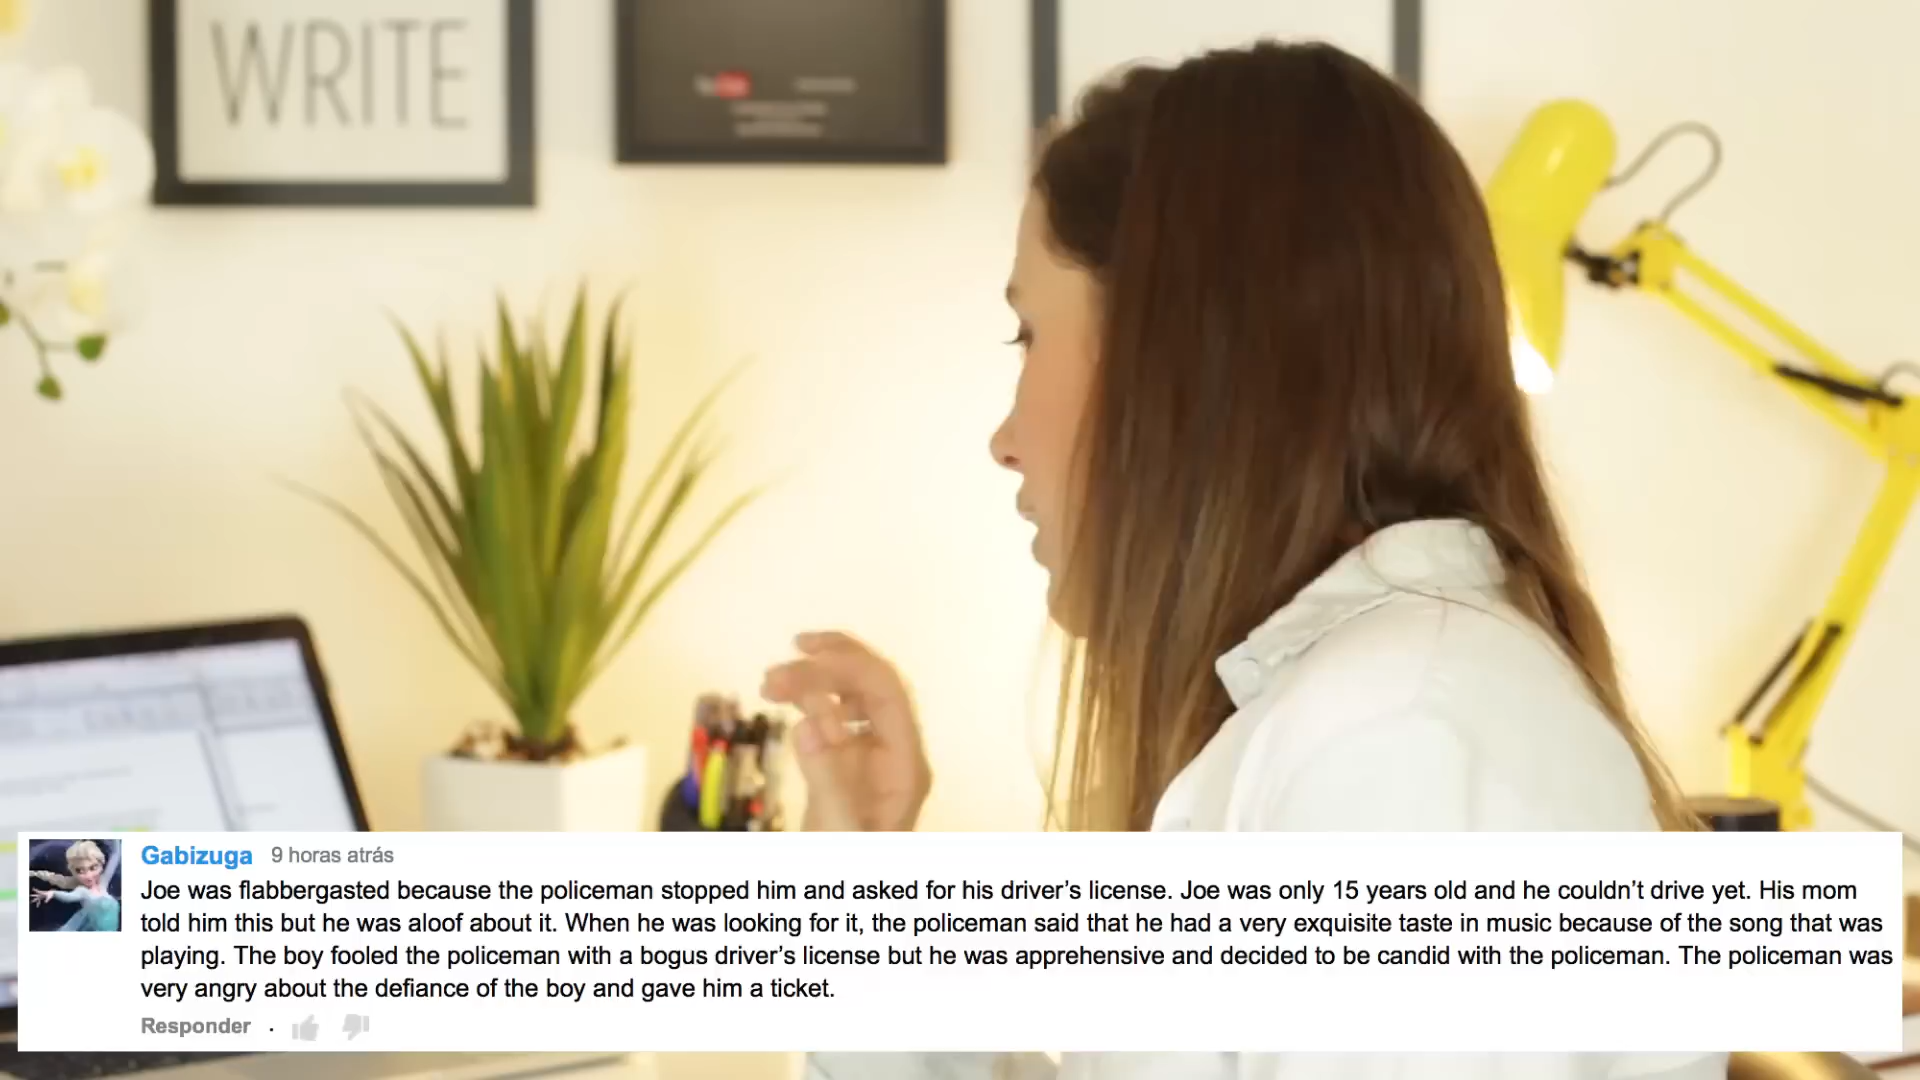 WRITE
Gabizuga 9 horas atrás
Joe was flabbergasted because the policeman stopped him and asked for his driver’s license. Joe was only 15 years old and he couldn’t drive yet. His mom
told him this but he was aloof about it. When he was looking for it, the policeman said that he had a very exquisite taste in music because of the song that was
playing. The boy fooled the policeman with a bogus driver’s license but he was apprehensive and decided to be candid with the policeman. The policeman was
very angry about the defiance of the boy and gave him a ticket.
Responder .